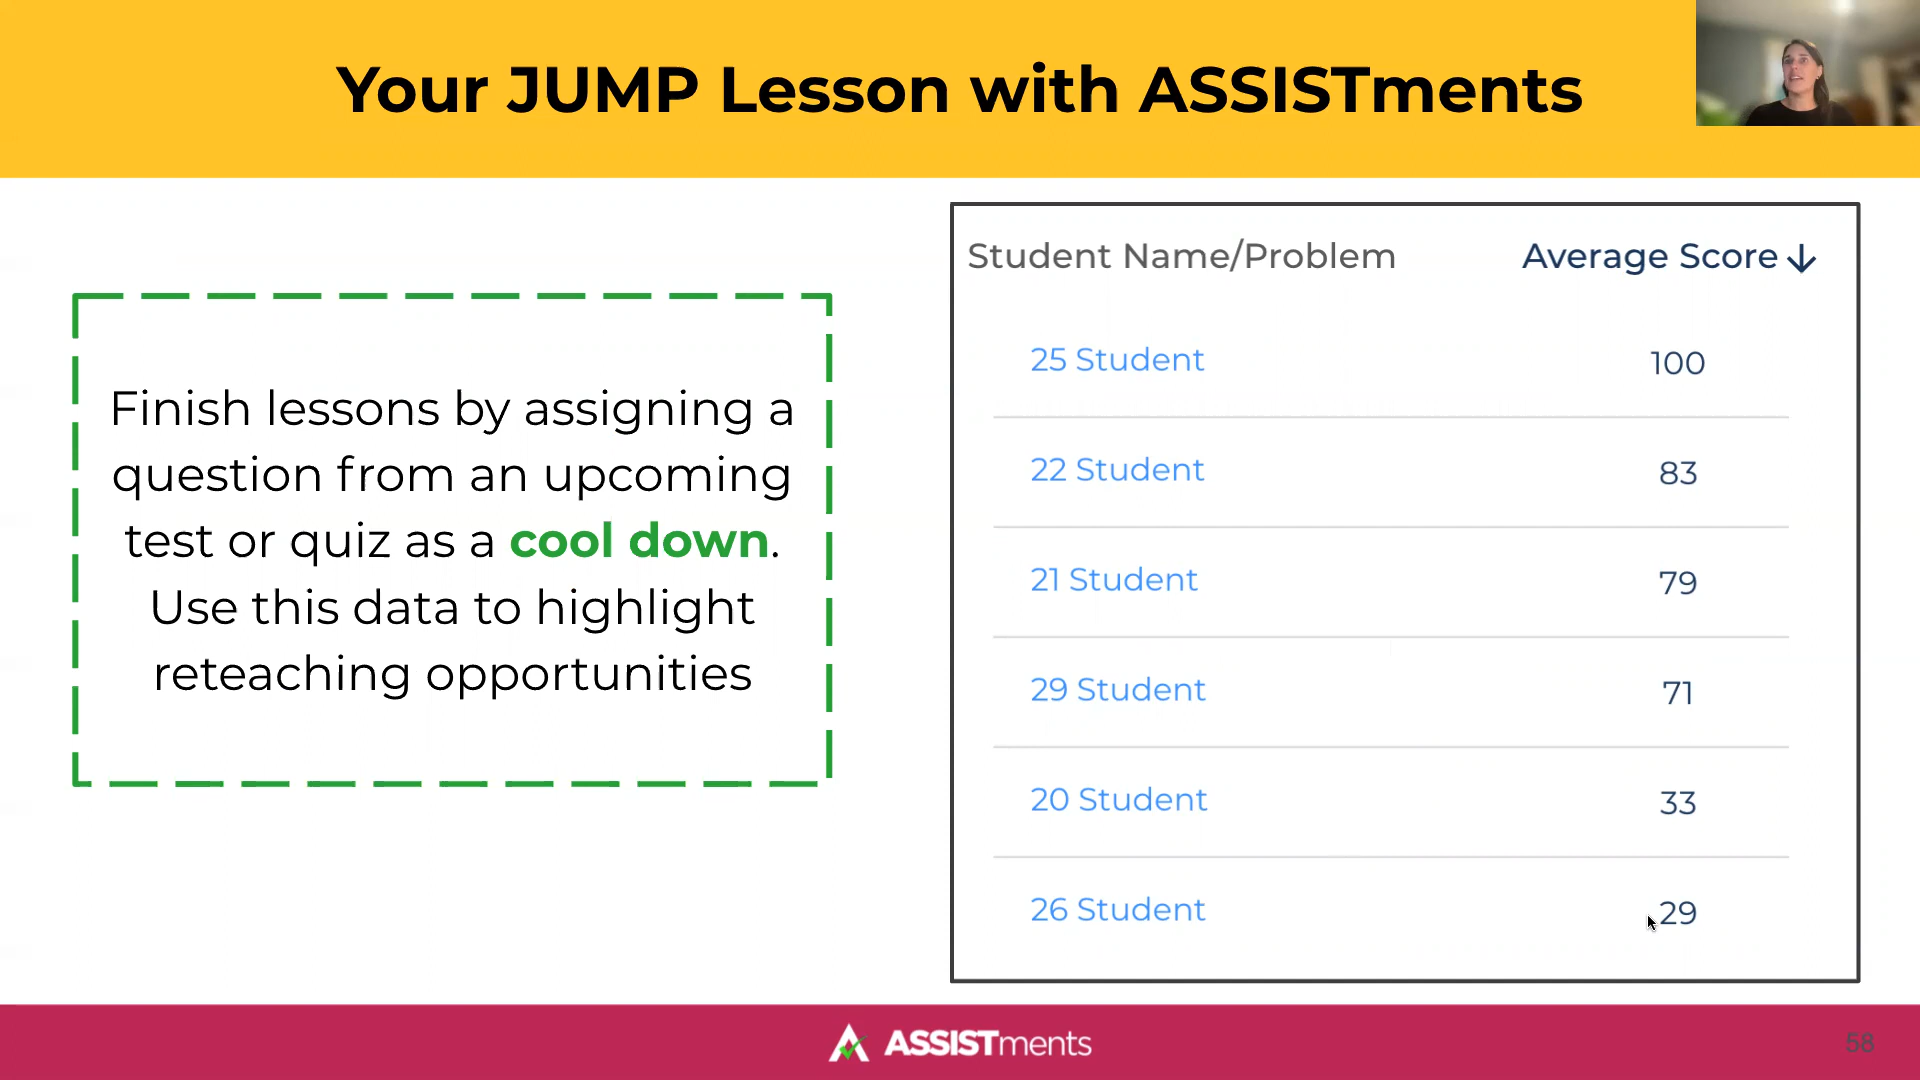 Your JUMP Lesson with ASSISTments
Finish lessons by assigning a
question from an upcoming
test or quiz as a cool down.
Use this data to highlight
reteaching opportunities
Student Name/Problem Average Score ↓
25 Student 100
22 Student 83
21 Student 79
29 Student 71
20 Student 33
26 Student 29
ASSISTments
58